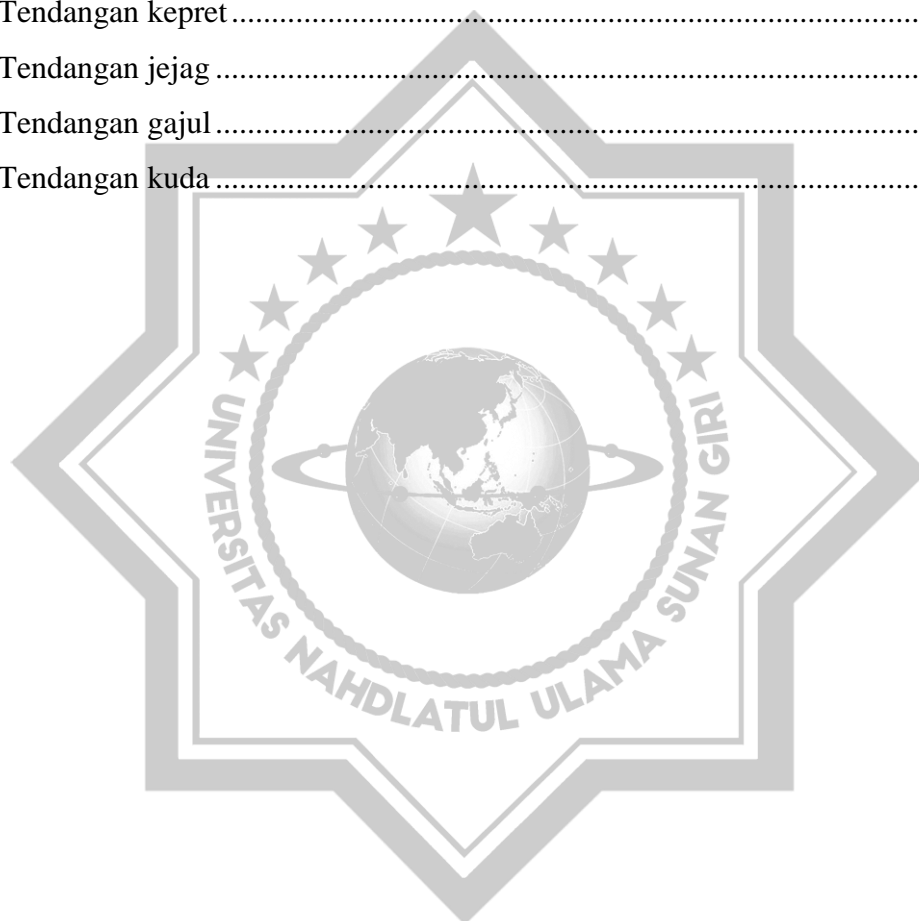 Tendangan kepret........................................................................................
Tendangan jejag..........................................................................................
Tendangan gajul..........................................................................................
Tendangan kuda..........................................................................................
UNIVERSITAS NAHDLATUL ULAMA SUNAN GIRI